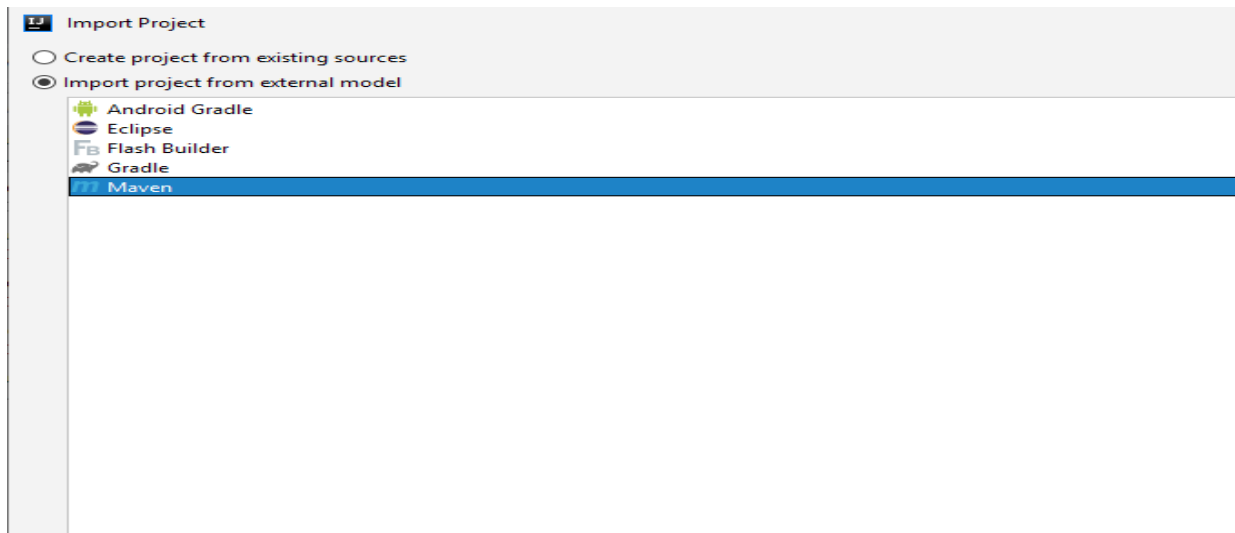 IJ Import Project
Create project from existing sources
Import project from external model
Android Gradle
Eclipse
FB Flash Builder
Gradle
m Maven